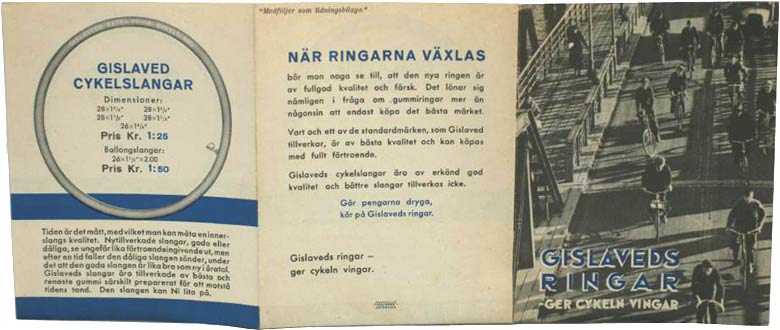 GISLAVED
CYKELSLANGAR
Dimensioner:
Pris Kr. 1:25
Ballongslangar:
Pris Kr. 1:50
Tiden är det mått, med vilket man kan mäta en inner-
slangs kvalitet. Nytillverkade slangar, goda eller
dåliga, se ungefär lika förtroendeingivande ut, men
efter en tid faller den dåliga slangen sönder, under
det att den goda slangen är lika bra som ny i åratal.
Gislaveds slangar äro tillverkade av bästa och
renaste gummi särskilt preparerat för att motstå
tidens tand. Den slangen kan Ni lita på.
"Medföljer som tidningsbilaga."
NÄR RINGARNA VÄXLAS
bör man noga se till, att den nya ringen är
av fullgod kvalitet och färsk. Det lönar sig
nämligen i fråga om gummiringar mer än
någonsin att endast köpa det bästa märket.
Vart och ett av de standardmärken, som Gislaved
tillverkar, är av bästa kvalitet och kan köpas
med fullt förtroende.
Gislaveds cykelslangar äro av erkänd god
kvalitet och bättre slangar tillverkas icke.
Gör pengarna dryga,
kör på Gislaveds ringar.
Gislaveds ringar –
ger cykeln vingar.
GISLAVEDS
RINGAR
-GER CYKELN VINGAR